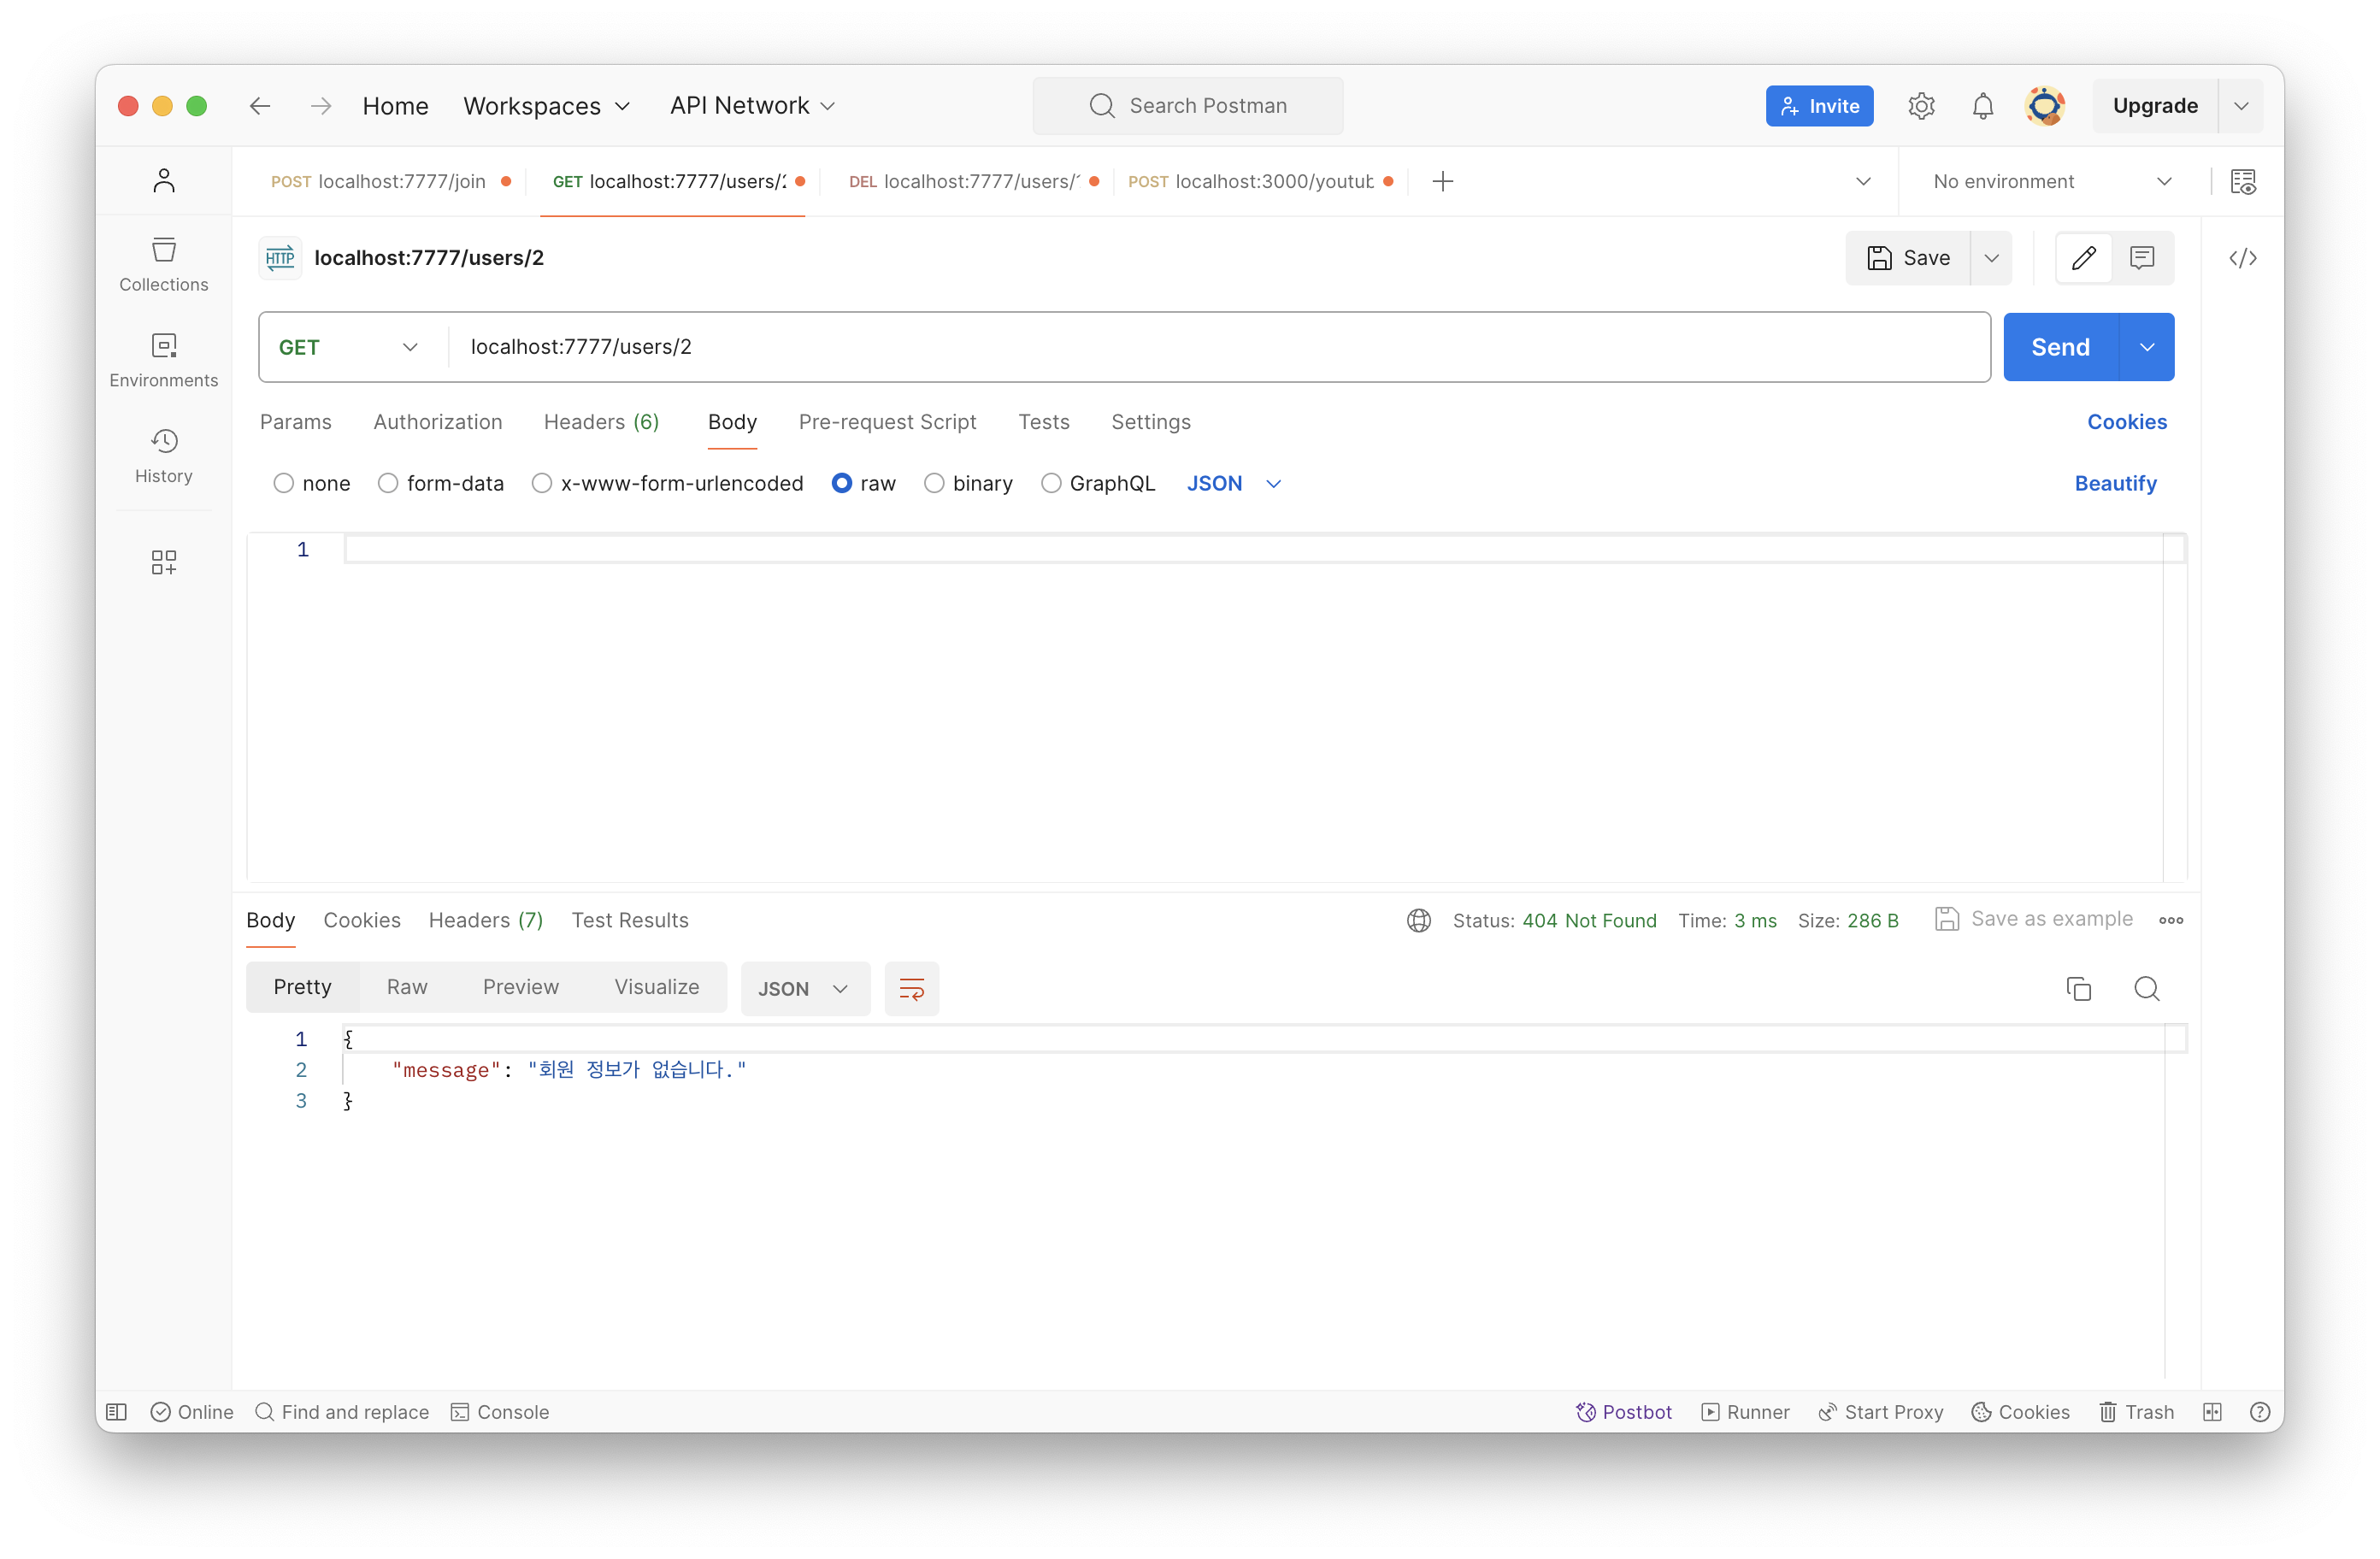 Home Workspaces API Network Search Postman Invite Upgrade
POST localhost:7777/join GET localhost:7777/users/2 DEL localhost:7777/users/ POST localhost:3000/youtub No environment
HTTP localhost:7777/users/2 Save
Collections
Environments
History
GET localhost:7777/users/2 Send
Params Authorization Headers (6) Body Pre-request Script Tests Settings Cookies
none form-data x-www-form-urlencoded raw binary GraphQL JSON Beautify
1
Body Cookies Headers (7) Test Results Status: 404 Not Found Time: 3 ms Size: 286 B Save as example
Pretty Raw Preview Visualize JSON
1 {
2 "message": "회원 정보가 없습니다."
3 }
Online Find and replace Console Postbot Runner Start Proxy Cookies Trash